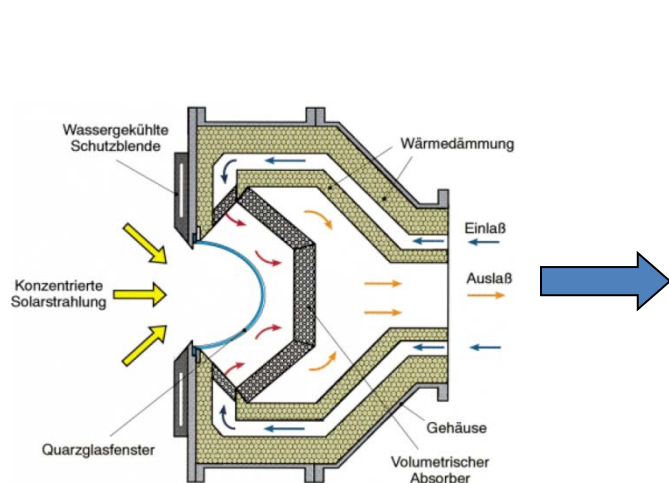 Wassergekühlte
Schutzblende
Wärmedämmung
Einlaß
Konzentrierte
Solarstrahlung
Auslaß
Quarzglasfenster
Gehäuse
Volumetrischer
Absorber